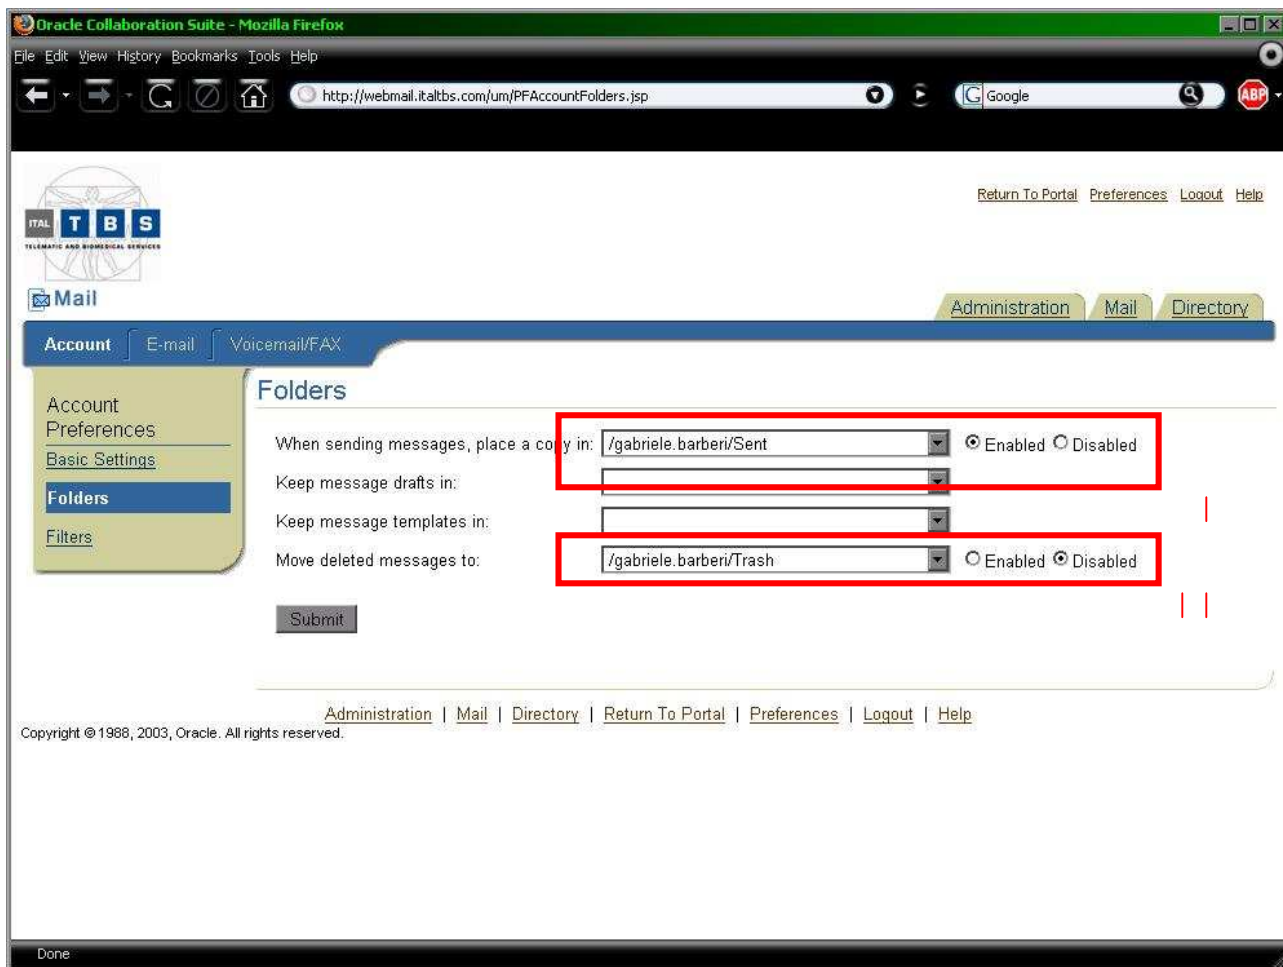 Oracle Collaboration Suite - Mozilla Firefox
File Edit View History Bookmarks Tools Help
http://webmail.italtbs.com/um/PFAccountFolders.jsp
G Google
ABP
Return To Portal Preferences Logout Help
ITAL T B S
TELEMATIC AND BIOMEDICAL SERVICES
Mail
Administration Mail Directory
Account E-mail Voicemail/FAX
Account Preferences
Basic Settings
Folders
Filters
Folders
When sending messages, place a copy in: /gabriele.barberi/Sent Enabled Disabled
Keep message drafts in:
Keep message templates in:
Move deleted messages to: /gabriele.barberi/Trash Enabled Disabled
Submit
Administration | Mail | Directory | Return To Portal | Preferences | Logout | Help
Copyright © 1988, 2003, Oracle. All rights reserved.
Done